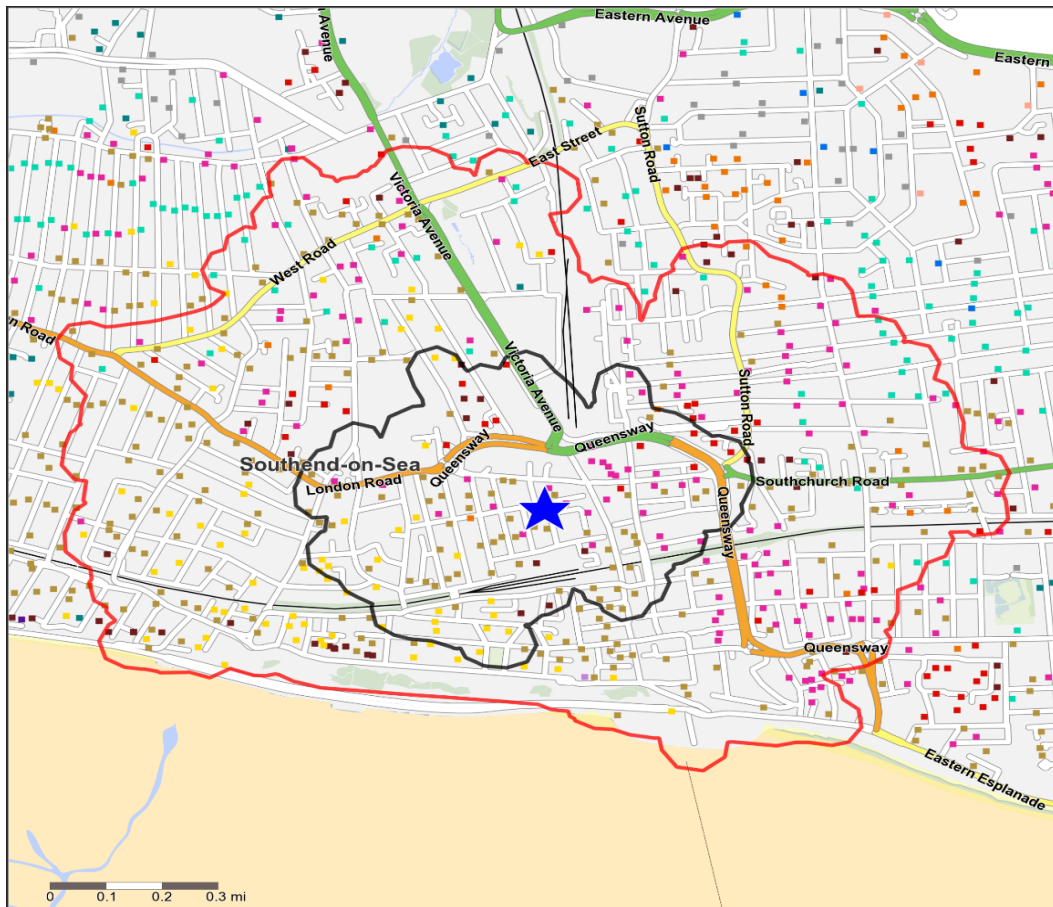 Eastern Avenue
Avenue
Eastern
Sutton Road
East Street
Victoria Avenue
West Road
n Road
Victoria Avenue
Sutton Road
Queensway
Queensway
Southend-on-Sea
London Road
Southchurch Road
Queensway
Queensway
Eastern Esplanade
0 0.1 0.2 0.3 mi